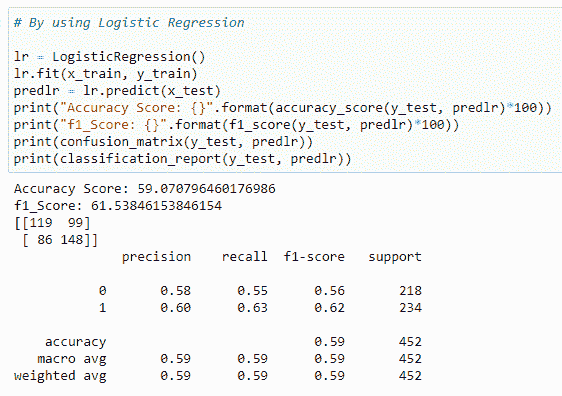 # By using Logistic Regression
lr = LogisticRegression()
lr.fit(x_train, y_train)
predlr = lr.predict(x_test)
print("Accuracy Score: {}".format(accuracy_score(y_test, predlr)*100))
print("f1_Score: {}".format(f1_score(y_test, predlr)*100))
print(confusion_matrix(y_test, predlr))
print(classification_report(y_test, predlr))
Accuracy Score: 59.070796460176986
f1_Score: 61.53846153846154
[[119  99]
 [ 86 148]]
              precision    recall  f1-score   support
           0       0.58      0.55      0.56       218
           1       0.60      0.63      0.62       234
    accuracy                           0.59       452
   macro avg       0.59      0.59      0.59       452
weighted avg       0.59      0.59      0.59       452